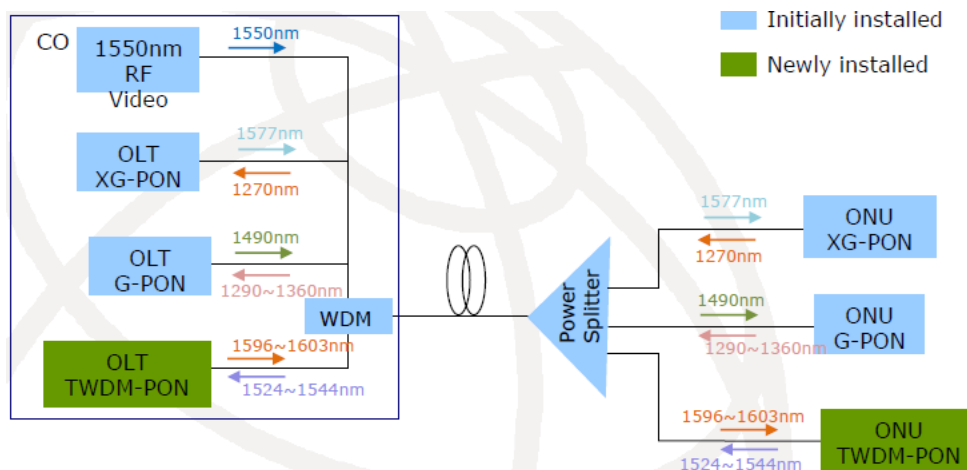 CO
1550nm
RF
Video
1550nm
Initially installed
Newly installed
OLT
XG-PON
1577nm
1270nm
OLT
G-PON
1490nm
1290~1360nm
WDM
OLT
TWDM-PON
1596~1603nm
1524~1544nm
Power
Splitter
1577nm
1270nm
ONU
XG-PON
1490nm
1290~1360nm
ONU
G-PON
1596~1603nm
1524~1544nm
ONU
TWDM-PON